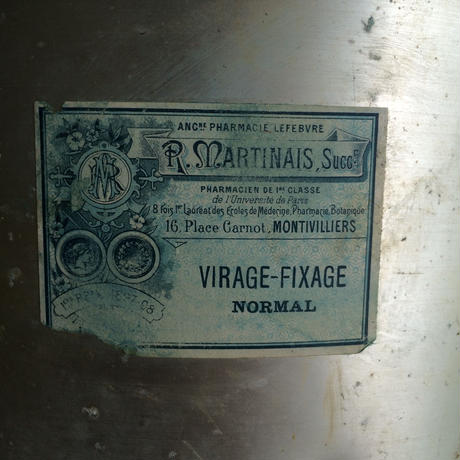 ANCNE PHARMACIE LEFEBVRE
R. MARTINAIS, SUCCR
PHARMACIEN DE 1RE CLASSE
de l'Université de Paris
8 Fois 1er Lauréat des Ecoles de Médecine, Pharmacie, Botanique
16, Place Carnot, MONTIVILLIERS
VIRAGE-FIXAGE
NORMAL